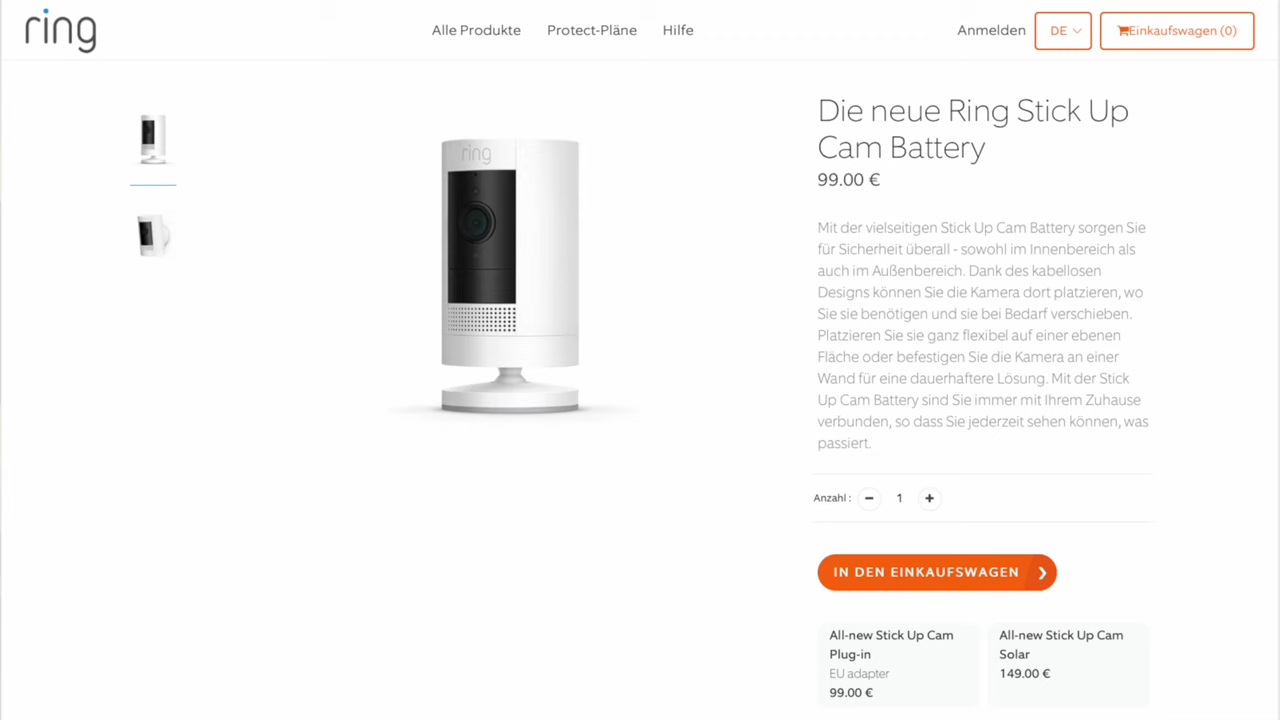 ring
Alle Produkte
Protect-Pläne
Hilfe
Anmelden
DE
Einkaufswagen (0)
ring
Die neue Ring Stick Up
Cam Battery
99.00 €
Mit der vielseitigen Stick Up Cam Battery sorgen Sie
für Sicherheit überall - sowohl im Innenbereich als
auch im Außenbereich. Dank des kabellosen
Designs können Sie die Kamera dort platzieren, wo
Sie sie benötigen und sie bei Bedarf verschieben.
Platzieren Sie sie ganz flexibel auf einer ebenen
Fläche oder befestigen Sie die Kamera an einer
Wand für eine dauerhaftere Lösung. Mit der Stick
Up Cam Battery sind Sie immer mit Ihrem Zuhause
verbunden, so dass Sie jederzeit sehen können, was
passiert.
Anzahl : 1
IN DEN EINKAUFSWAGEN
All-new Stick Up Cam
Plug-in
EU adapter
99.00 €
All-new Stick Up Cam
Solar
149.00 €